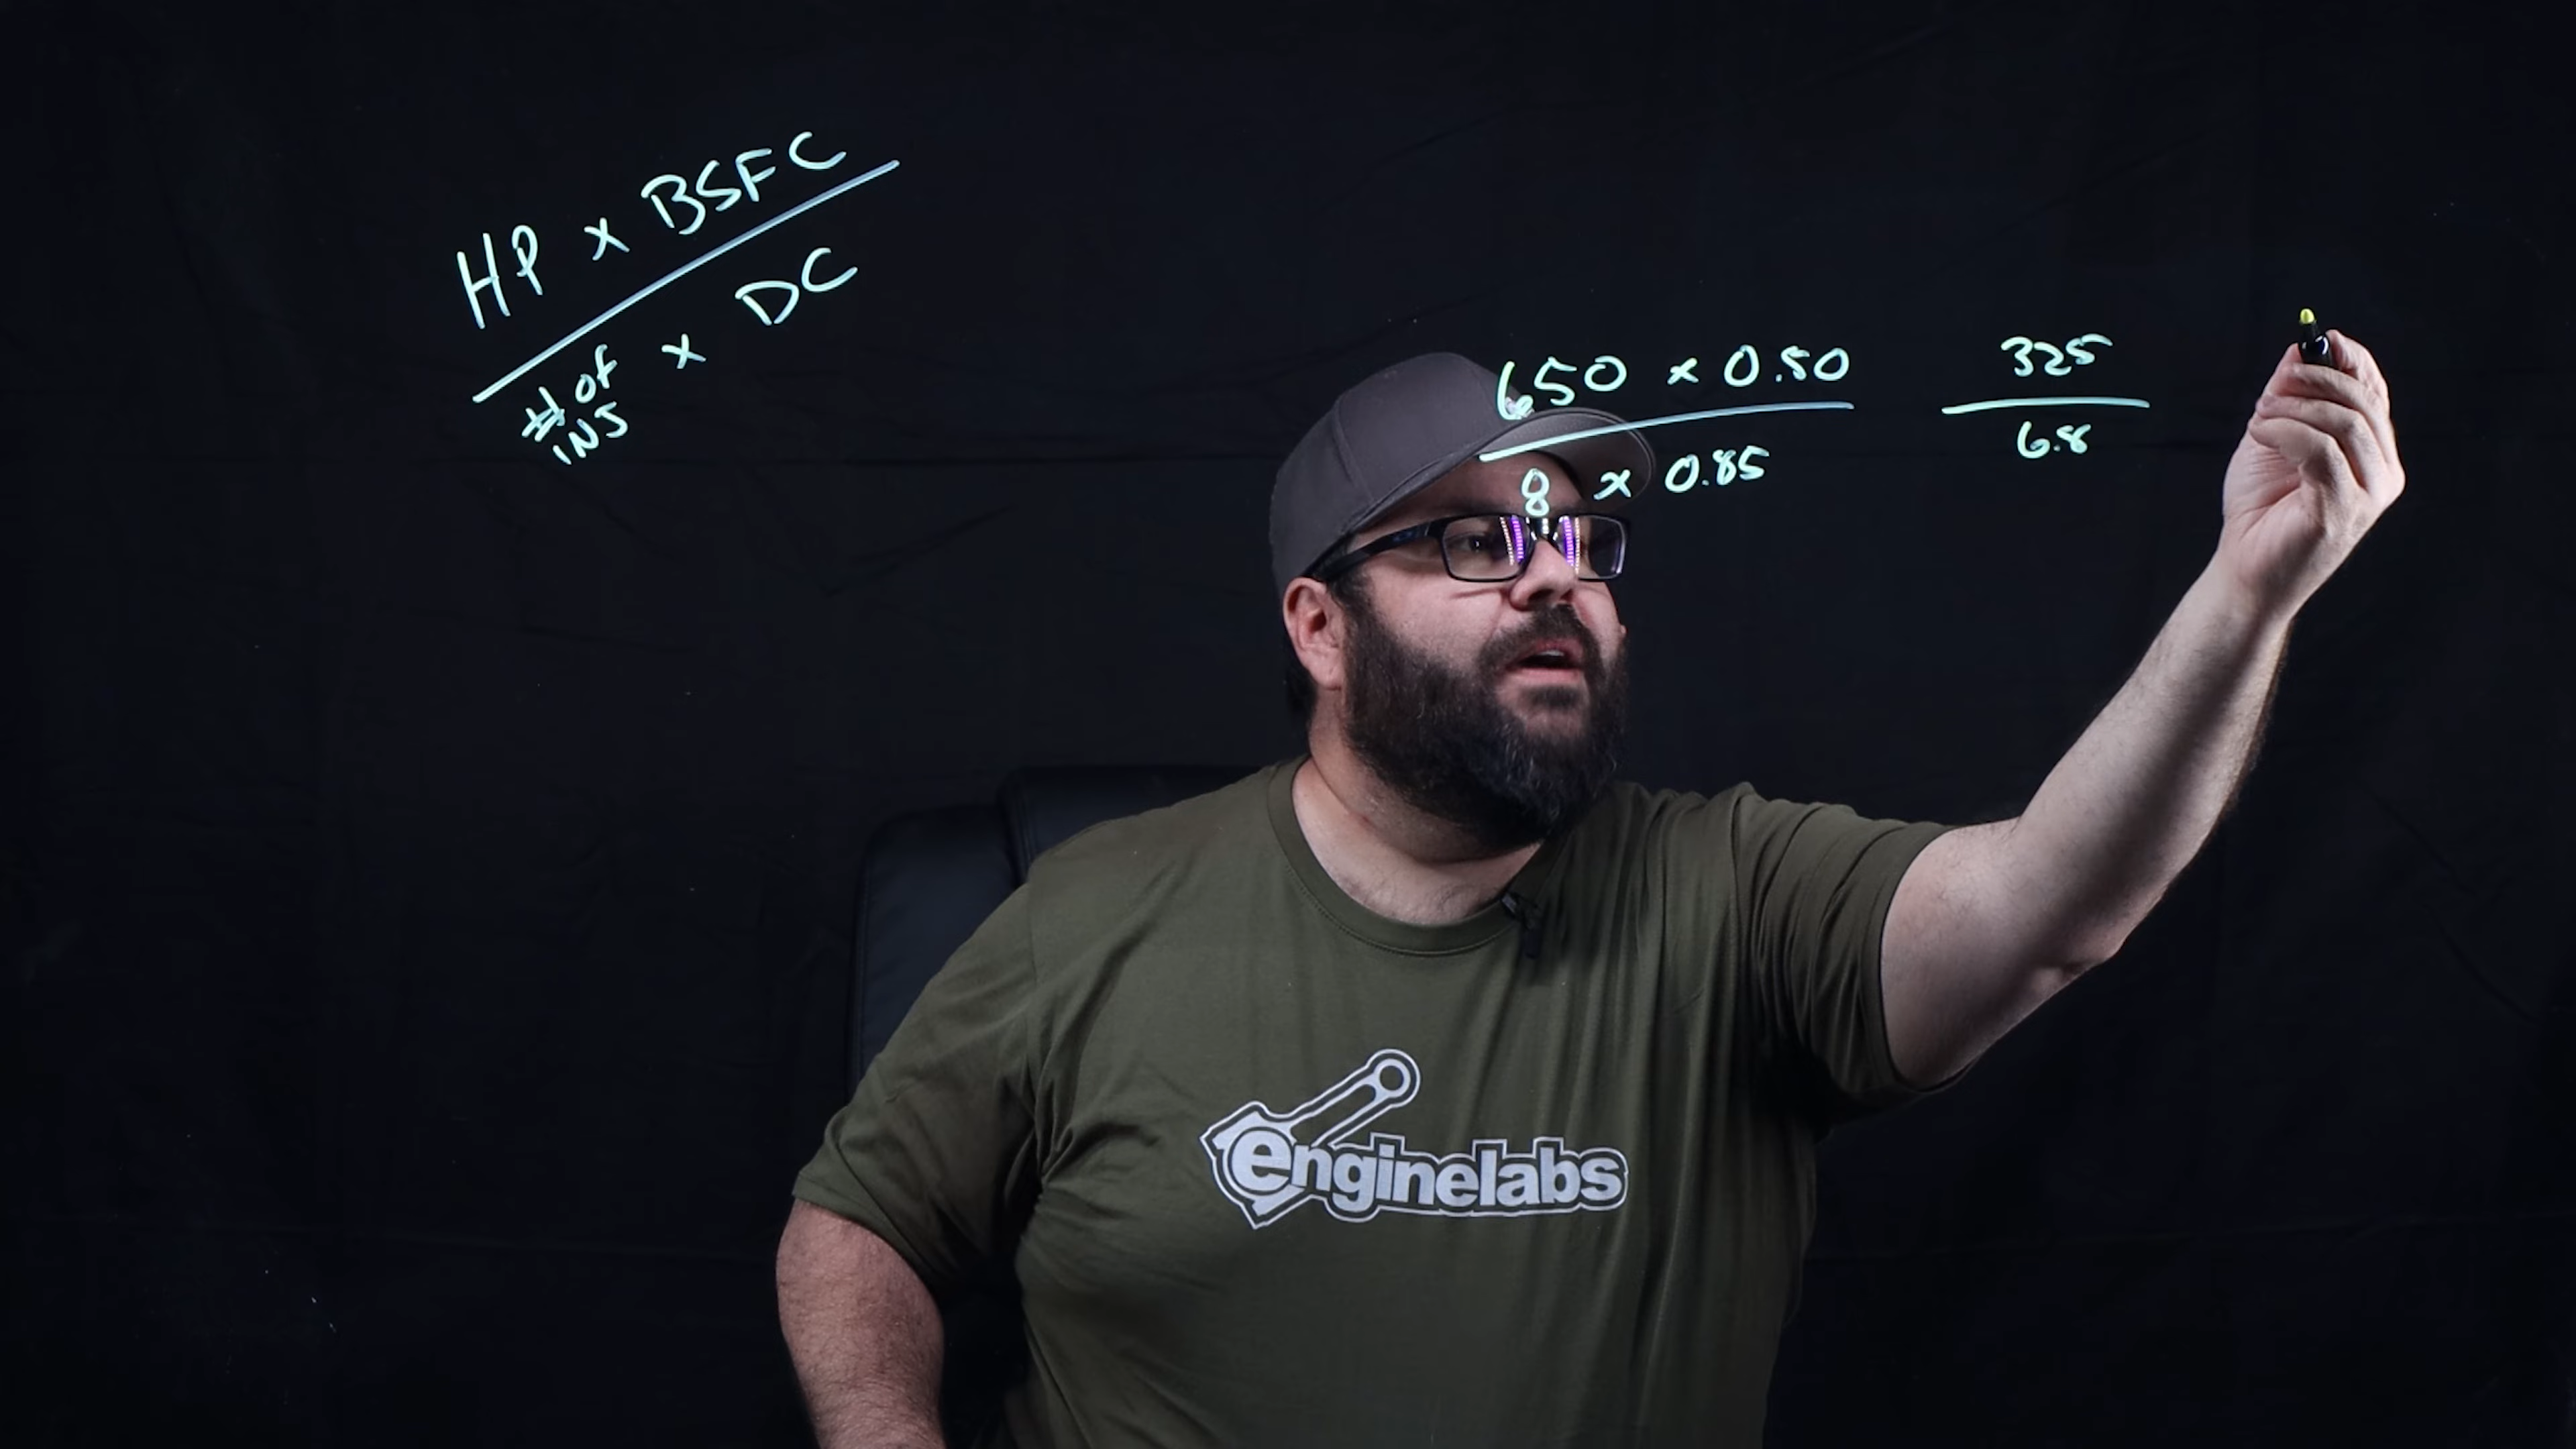 HP x BSFC
# of INJ x DC
650 x 0.50
8 x 0.85
325
6.8
enginelabs